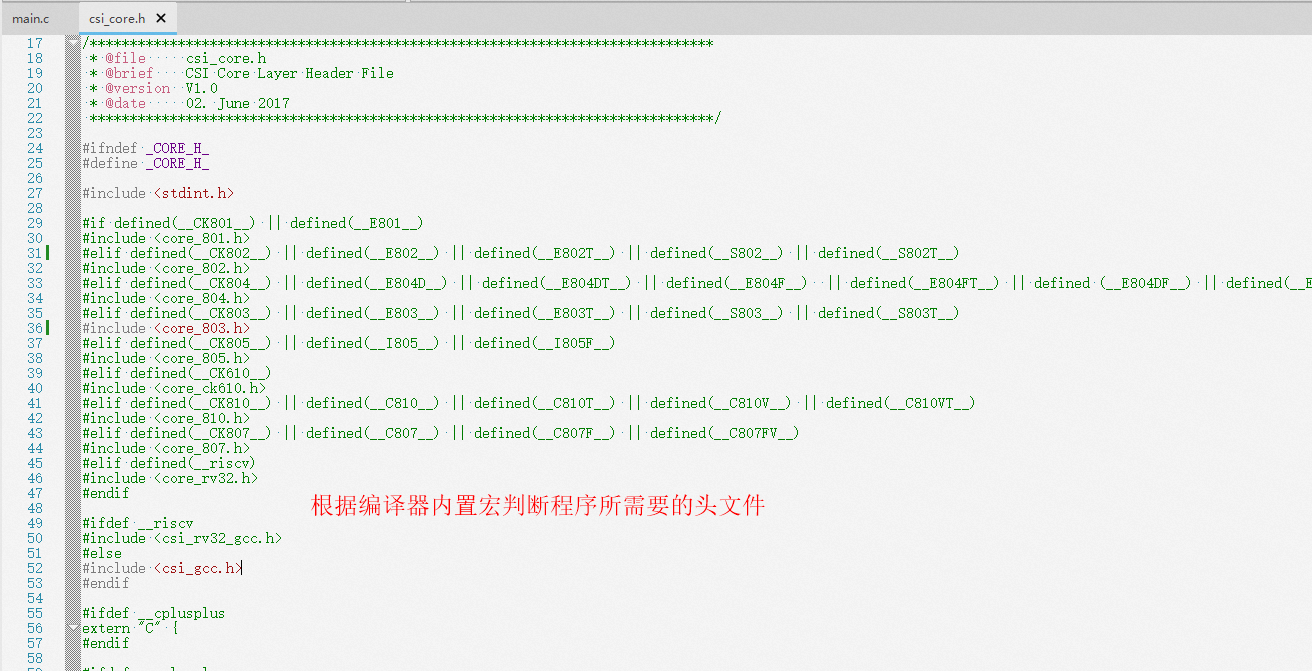 main.c csi_core.h ✕
17 /******************************************************************************
18  * @file     csi_core.h
19  * @brief    CSI Core Layer Header File
20  * @version  V1.0
21  * @date     02. June 2017
22  ******************************************************************************/
23
24 #ifndef _CORE_H_
25 #define _CORE_H_
26
27 #include <stdint.h>
28
29 #if defined(__CK801__) || defined(__E801__)
30 #include <core_801.h>
31 #elif defined(__CK802__) || defined(__E802__) || defined(__E802T__) || defined(__S802__) || defined(__S802T__)
32 #include <core_802.h>
33 #elif defined(__CK804__) || defined(__E804D__) || defined(__E804DT__) || defined(__E804F__)  || defined(__E804FT__) || defined (__E804DF__) || defined(__E
34 #include <core_804.h>
35 #elif defined(__CK803__) || defined(__E803__) || defined(__E803T__) || defined(__S803__) || defined(__S803T__)
36 #include <core_803.h>
37 #elif defined(__CK805__) || defined(__I805__) || defined(__I805F__)
38 #include <core_805.h>
39 #elif defined(__CK610__)
40 #include <core_ck610.h>
41 #elif defined(__CK810__) || defined(__C810__) || defined(__C810T__) || defined(__C810V__) || defined(__C810VT__)
42 #include <core_810.h>
43 #elif defined(__CK807__) || defined(__C807__) || defined(__C807F__) || defined(__C807FV__)
44 #include <core_807.h>
45 #elif defined(__riscv)
46 #include <core_rv32.h>
47 #endif
48
根据编译器内置宏判断程序所需要的头文件
49 #ifdef __riscv
50 #include <csi_rv32_gcc.h>
51 #else
52 #include <csi_gcc.h>
53 #endif
54
55 #ifdef __cplusplus
56 extern "C" {
57 #endif
58